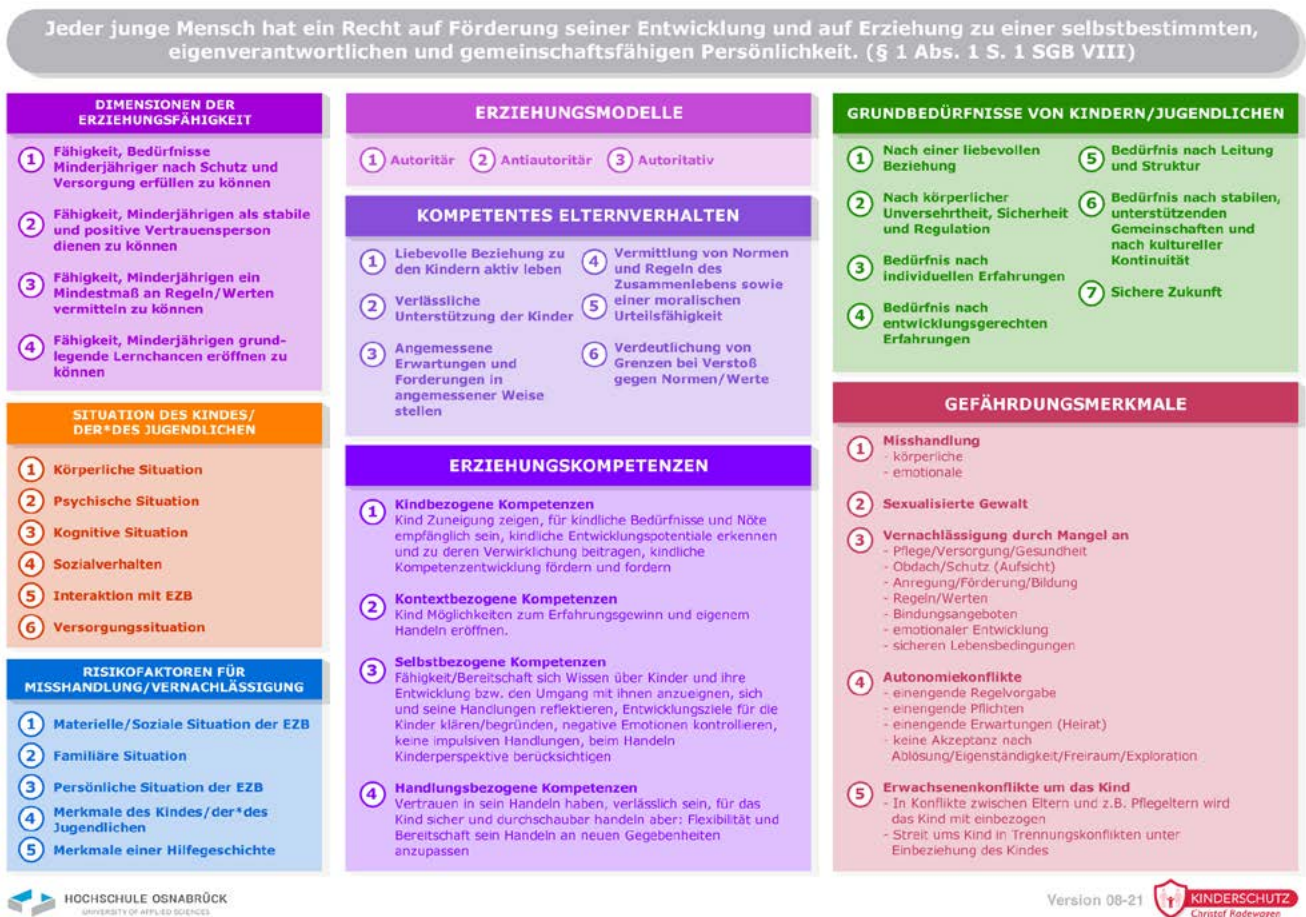 Jeder junge Mensch hat ein Recht auf Förderung seiner Entwicklung und auf Erziehung zu einer selbstbestimmten,
eigenverantwortlichen und gemeinschaftsfähigen Persönlichkeit. (§ 1 Abs. 1 S. 1 SGB VIII)
DIMENSIONEN DER
ERZIEHUNGSFÄHIGKEIT
1 Fähigkeit, Bedürfnisse
Minderjähriger nach Schutz und
Versorgung erfüllen zu können
2 Fähigkeit, Minderjährigen als stabile
und positive Vertrauensperson
dienen zu können
3 Fähigkeit, Minderjährigen ein
Mindestmaß an Regeln/Werten
vermitteln zu können
4 Fähigkeit, Minderjährigen grund-
legende Lernchancen eröffnen zu
können
SITUATION DES KINDES/
DER*DES JUGENDLICHEN
1 Körperliche Situation
2 Psychische Situation
3 Kognitive Situation
4 Sozialverhalten
5 Interaktion mit EZB
6 Versorgungssituation
RISIKOFAKTOREN FÜR
MISSHANDLUNG/VERNACHLÄSSIGUNG
1 Materielle/Soziale Situation der EZB
2 Familiäre Situation
3 Persönliche Situation der EZB
4 Merkmale des Kindes/der*des
Jugendlichen
5 Merkmale einer Hilfegeschichte
ERZIEHUNGSMODELLE
1 Autoritär 2 Antiautoritär 3 Autoritativ
KOMPETENTES ELTERNVERHALTEN
1 Liebevolle Beziehung zu
den Kindern aktiv leben
2 Verlässliche
Unterstützung der Kinder
3 Angemessene
Erwartungen und
Forderungen in
angemessener Weise
stellen
4 Vermittlung von Normen
und Regeln des
Zusammenlebens sowie
5 einer moralischen
Urteilsfähigkeit
6 Verdeutlichung von
Grenzen bei Verstoß
gegen Normen/Werte
ERZIEHUNGSKOMPETENZEN
1 Kindbezogene Kompetenzen
Kind Zuneigung zeigen, für kindliche Bedürfnisse und Nöte
empfänglich sein, kindliche Entwicklungspotentiale erkennen
und zu deren Verwirklichung beitragen, kindliche
Kompetenzentwicklung fördern und fordern
2 Kontextbezogene Kompetenzen
Kind Möglichkeiten zum Erfahrungsgewinn und eigenem
Handeln eröffnen.
3 Selbstbezogene Kompetenzen
Fähigkeit/Bereitschaft sich Wissen über Kinder und ihre
Entwicklung bzw. den Umgang mit ihnen anzueignen, sich
und seine Handlungen reflektieren, Entwicklungsziele für die
Kinder klären/begründen, negative Emotionen kontrollieren,
keine impulsiven Handlungen, beim Handeln
Kinderperspektive berücksichtigen
4 Handlungsbezogene Kompetenzen
Vertrauen in sein Handeln haben, verlässlich sein, für das
Kind sicher und durchschaubar handeln aber: Flexibilität und
Bereitschaft sein Handeln an neuen Gegebenheiten
anzupassen
GRUNDBEDÜRFNISSE VON KINDERN/JUGENDLICHEN
1 Nach einer liebevollen
Beziehung
2 Nach körperlicher
Unversehrtheit, Sicherheit
und Regulation
3 Bedürfnis nach
individuellen Erfahrungen
4 Bedürfnis nach
entwicklungsgerechten
Erfahrungen
5 Bedürfnis nach Leitung
und Struktur
6 Bedürfnis nach stabilen,
unterstützenden
Gemeinschaften und
nach kultureller
Kontinuität
7 Sichere Zukunft
GEFÄHRDUNGSMERKMALE
1 Misshandlung
- körperliche
- emotionale
2 Sexualisierte Gewalt
3 Vernachlässigung durch Mangel an
- Pflege/Versorgung/Gesundheit
- Obdach/Schutz (Aufsicht)
- Anregung/Förderung/Bildung
- Regeln/Werten
- Bindungsangeboten
- emotionaler Entwicklung
- sicheren Lebensbedingungen
4 Autonomiekonflikte
- einengende Regelvorgabe
- einengende Pflichten
- einengende Erwartungen (Heirat)
- keine Akzeptanz nach
Ablösung/Eigenständigkeit/Freiraum/Exploration
5 Erwachsenenkonflikte um das Kind
- In Konflikte zwischen Eltern und z.B. Pflegeltern wird
das Kind mit einbezogen
- Streit ums Kind in Trennungskonflikten unter
Einbeziehung des Kindes
HOCHSCHULE OSNABRÜCK
UNIVERSITY OF APPLIED SCIENCES
Version 08-21
KINDERSCHUTZ
Christof Radewagen